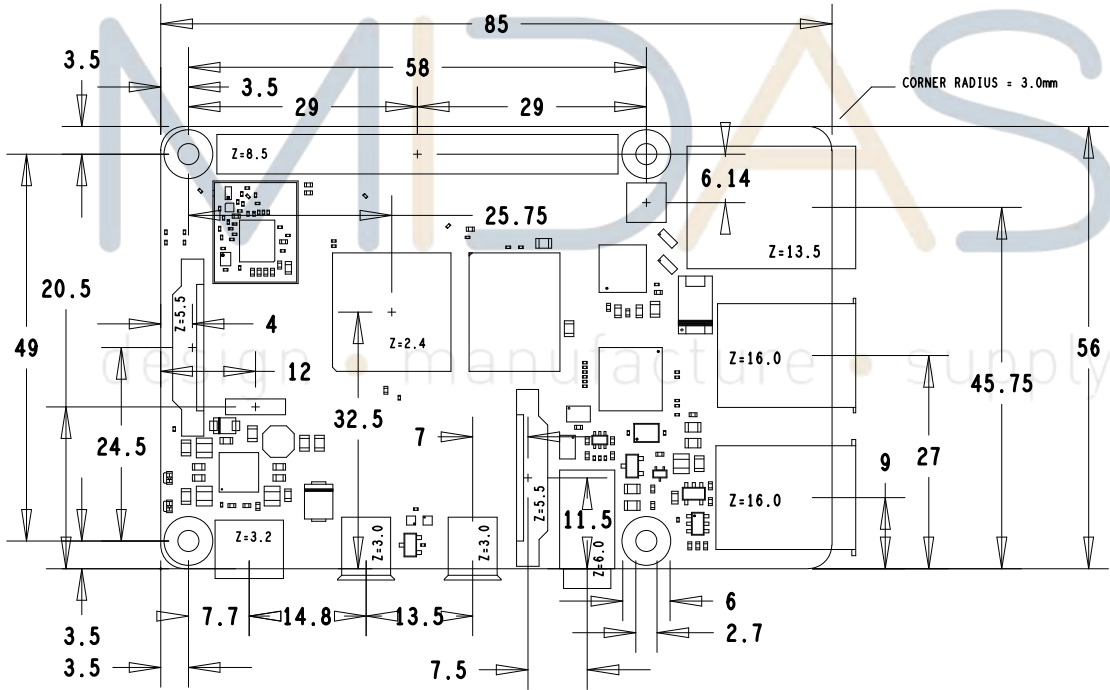 MIDAS
design • manufacture • supply
85
3.5
58
3.5
CORNER RADIUS = 3.0mm
29
29
Z=8.5
6.14
25.75
Z=13.5
20.5
Z=5.5
4
49
Z=2.4
Z=16.0
56
12
45.75
32.5
24.5
7
9
27
Z=5.5
Z=16.0
11.5
Z=3.2
Z=3.0
Z=3.0
Z=6.0
7.7
14.8
13.5
6
3.5
2.7
3.5
7.5